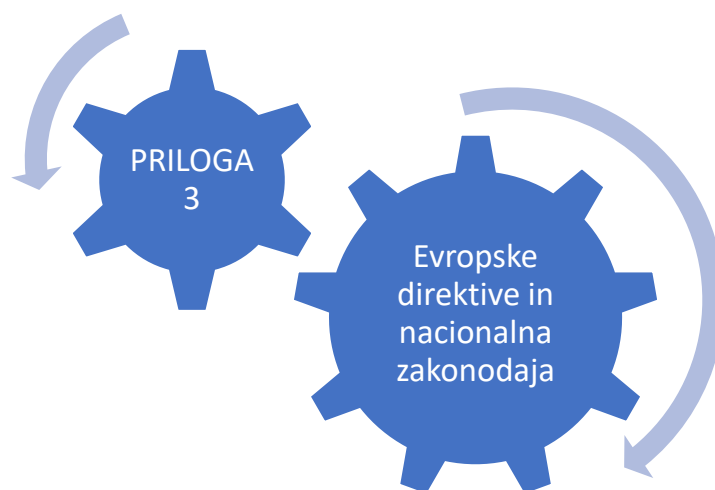 PRILOGA
3
Evropske
direktive in
nacionalna
zakonodaja